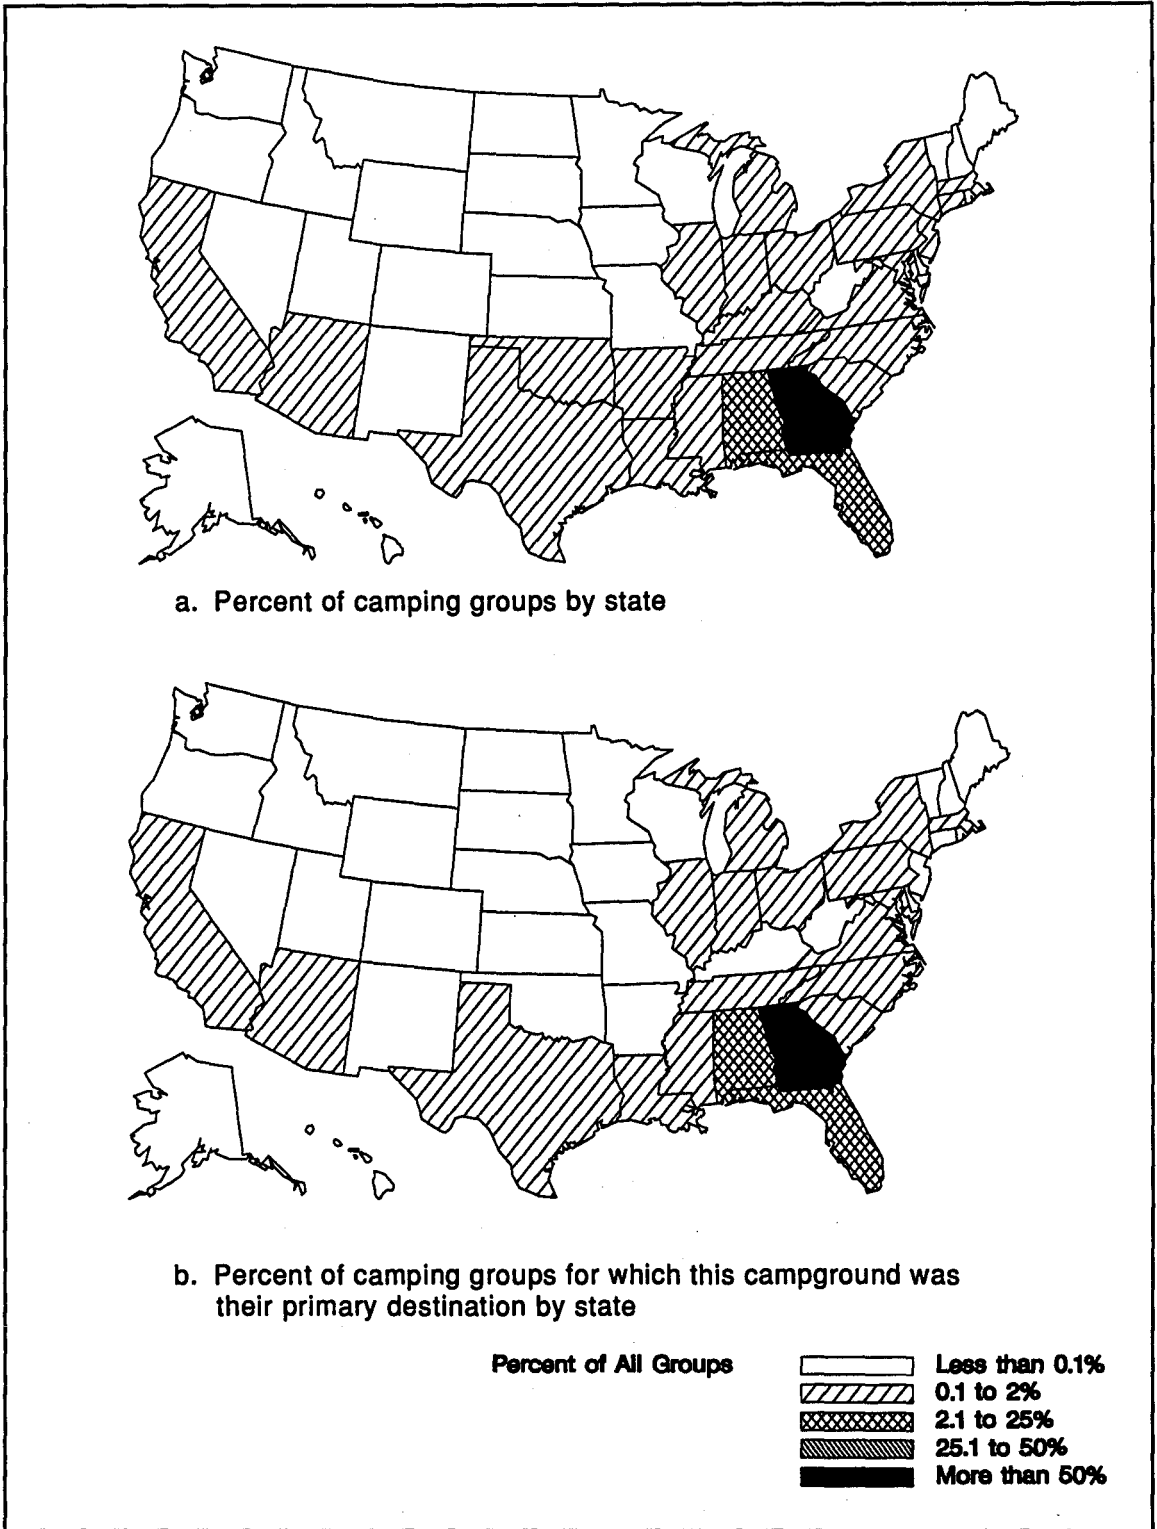 a. Percent of camping groups by state
b. Percent of camping groups for which this campground was
their primary destination by state
Percent of All Groups
Less than 0.1%
0.1 to 2%
2.1 to 25%
25.1 to 50%
More than 50%